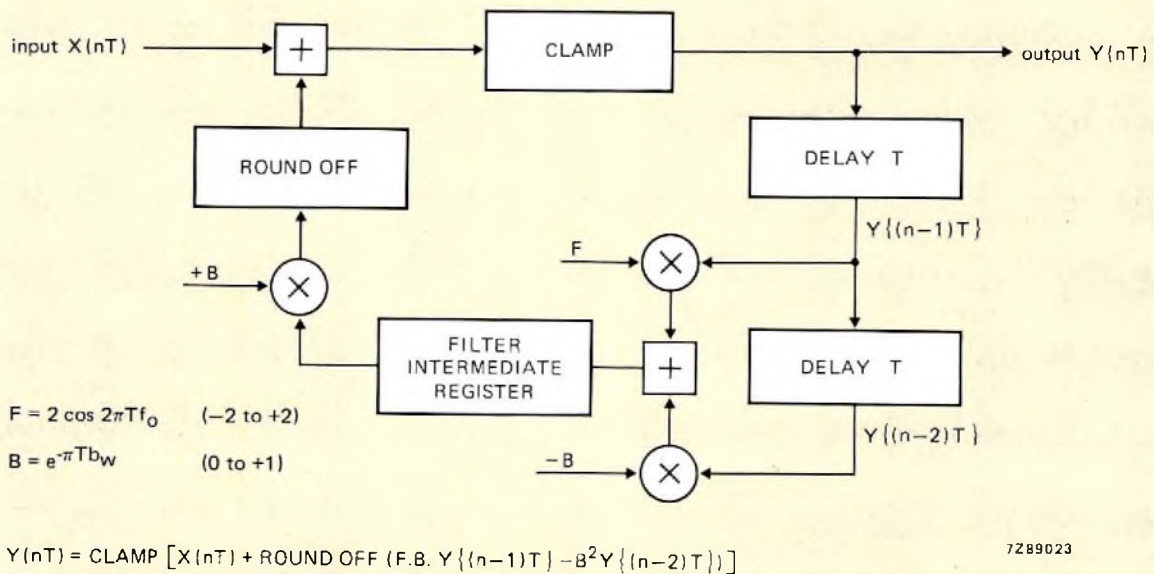 input X(nT)
+
CLAMP
output Y(nT)
ROUND OFF
DELAY T
Y{(n−1)T}
F
×
+B
×
FILTER
INTERMEDIATE
REGISTER
+
DELAY T
Y{(n−2)T}
−B
×
F = 2 cos 2πTf₀ (−2 to +2)
B = e^-πTbw (0 to +1)
Y(nT) = CLAMP [X(nT) + ROUND OFF (F.B. Y{(n−1)T} −B²Y{(n−2)T})]
7Z89023